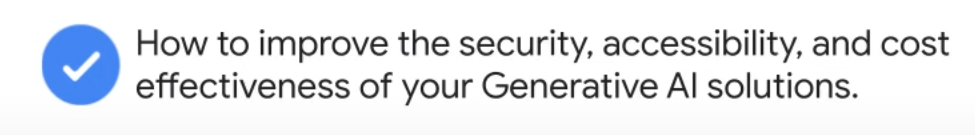 How to improve the security, accessibility, and cost
effectiveness of your Generative AI solutions.